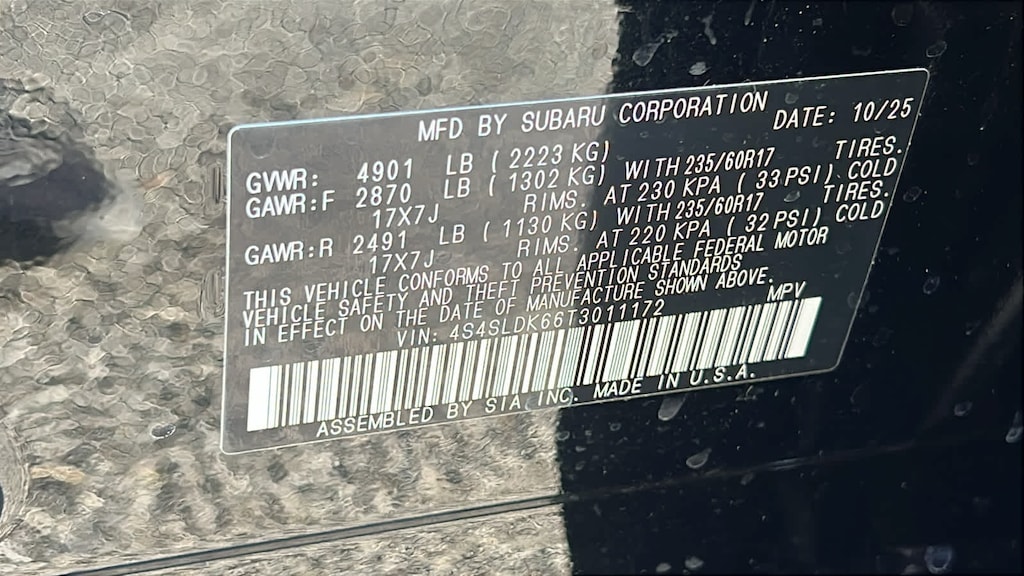 MFD BY SUBARU CORPORATION DATE: 10/25
GVWR: 4901 LB ( 2223 KG)
GAWR:F 2870 LB ( 1302 KG) WITH 235/60R17 TIRES.
17X7J RIMS. AT 230 KPA ( 33 PSI) COLD
GAWR:R 2491 LB ( 1130 KG) WITH 235/60R17 TIRES.
17X7J RIMS. AT 220 KPA ( 32 PSI) COLD
THIS VEHICLE CONFORMS TO ALL APPLICABLE FEDERAL MOTOR
VEHICLE SAFETY AND THEFT PREVENTION STANDARDS
IN EFFECT ON THE DATE OF MANUFACTURE SHOWN ABOVE.
VIN: 4S4SLDK66T3011172 MPV
ASSEMBLED BY SIA, INC. MADE IN U.S.A.